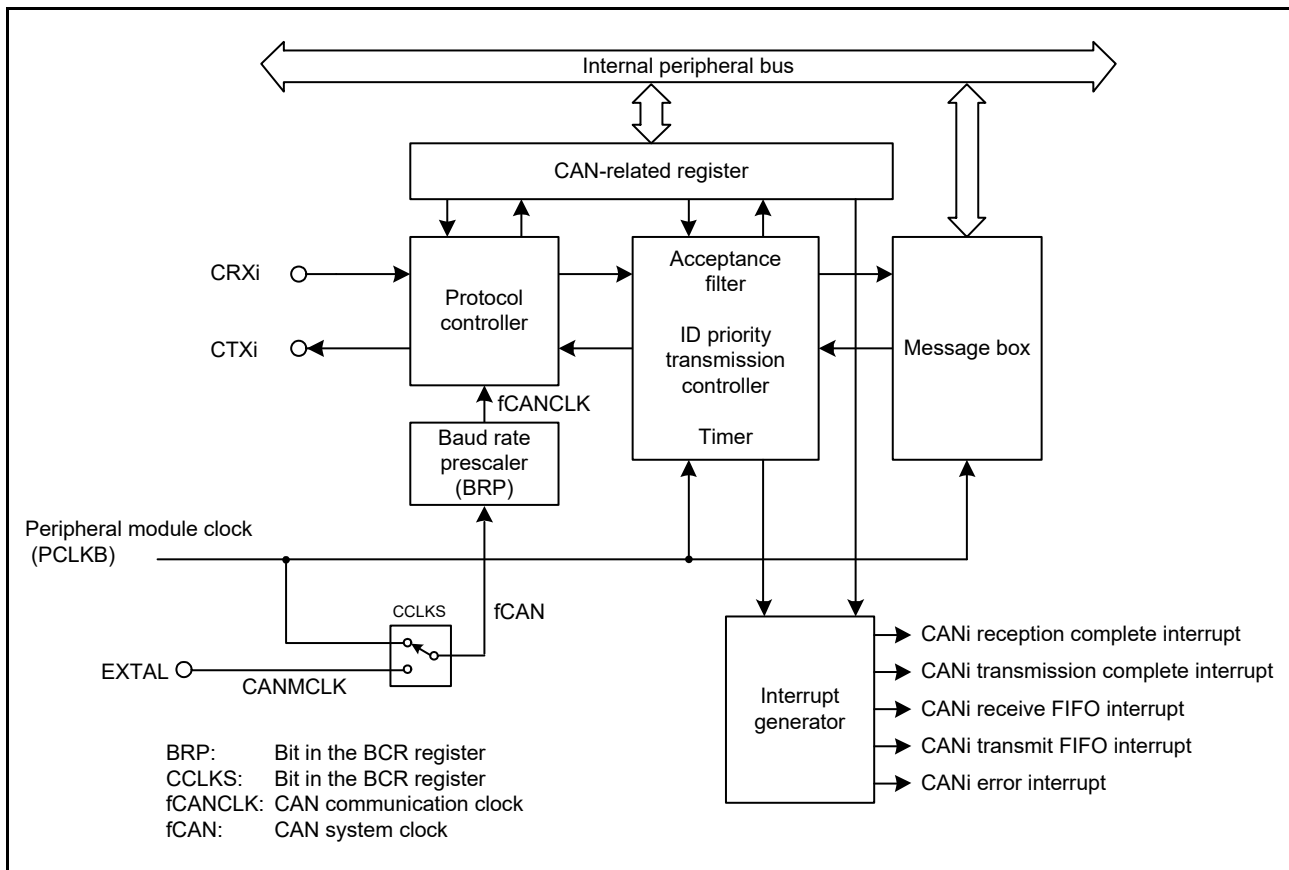 Internal peripheral bus
CAN-related register
CRXi
CTXi
Protocol
controller
Acceptance
filter
ID priority
transmission
controller
Timer
Message box
fCANCLK
Baud rate
prescaler
(BRP)
Peripheral module clock
(PCLKB)
CCLKS
fCAN
EXTAL
CANMCLK
Interrupt
generator
CANi reception complete interrupt
CANi transmission complete interrupt
CANi receive FIFO interrupt
CANi transmit FIFO interrupt
CANi error interrupt
BRP: Bit in the BCR register
CCLKS: Bit in the BCR register
fCANCLK: CAN communication clock
fCAN: CAN system clock